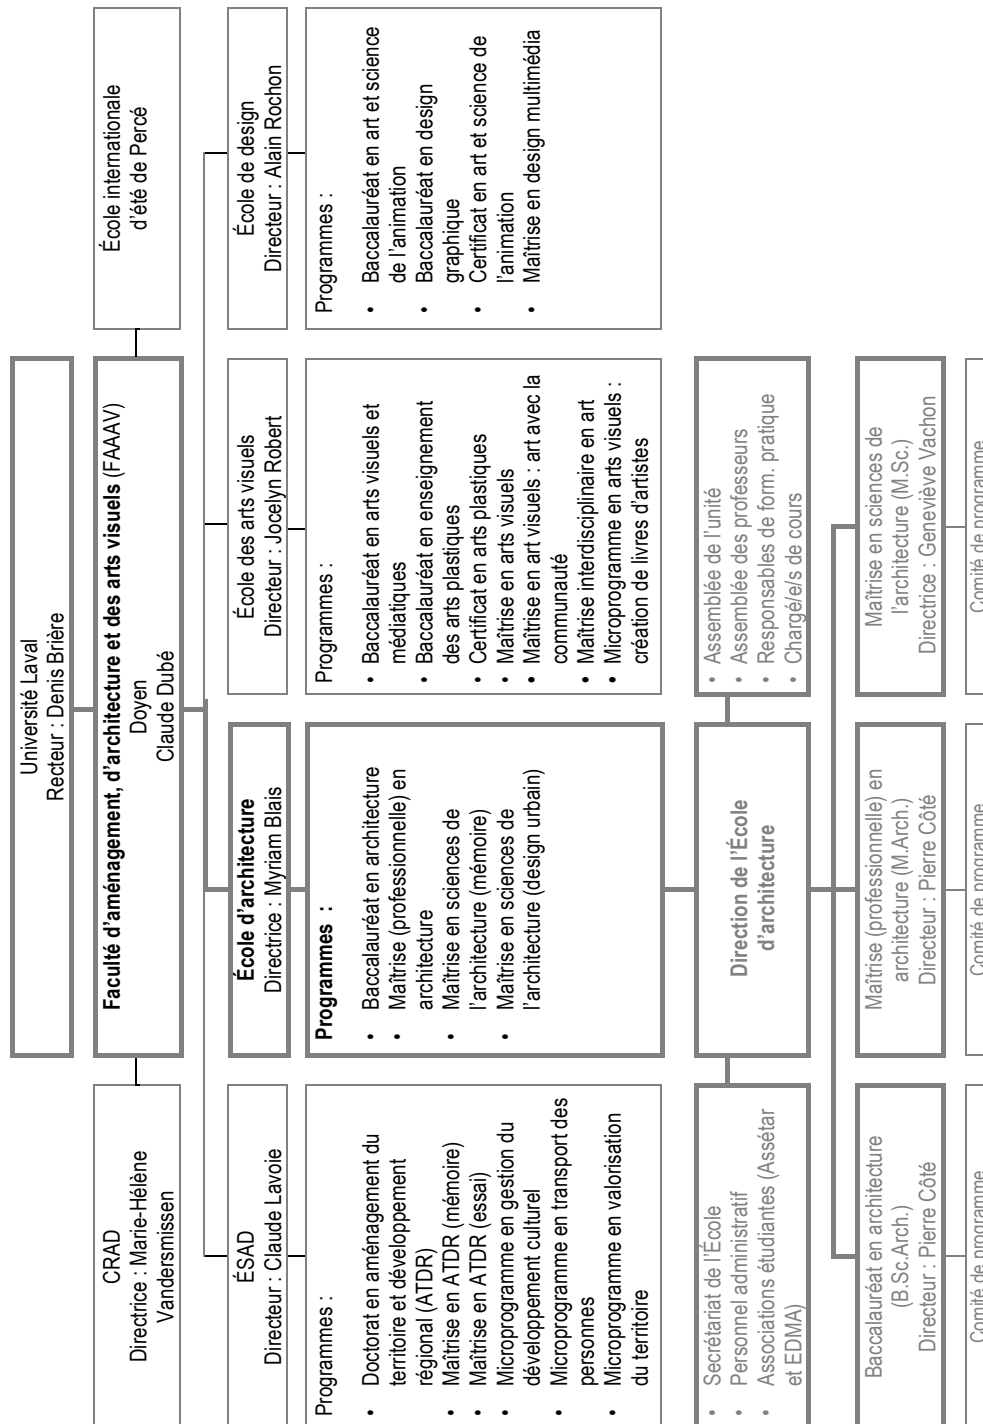 Université Laval
Recteur : Denis Brière
CRAD
Directrice : Marie-Hélène
Vandersmissen
Faculté d'aménagement, d'architecture et des arts visuels (FAAAV)
Doyen
Claude Dubé
École internationale
d'été de Percé
ÉSAD
Directeur : Claude Lavoie
École d'architecture
Directrice : Myriam Blais
École des arts visuels
Directeur : Jocelyn Robert
École de design
Directeur : Alain Rochon
Programmes :
• Doctorat en aménagement du
territoire et développement
régional (ATDR)
• Maîtrise en ATDR (mémoire)
• Maîtrise en ATDR (essai)
• Microprogramme en gestion du
développement culturel
• Microprogramme en transport des
personnes
• Microprogramme en valorisation
du territoire
Programmes :
• Baccalauréat en architecture
• Maîtrise (professionnelle) en
architecture
• Maîtrise en sciences de
l'architecture (mémoire)
• Maîtrise en sciences de
l'architecture (design urbain)
Programmes :
• Baccalauréat en arts visuels et
médiatiques
• Baccalauréat en enseignement
des arts plastiques
• Certificat en arts plastiques
• Maîtrise en arts visuels
• Maîtrise en art visuels : art avec la
communauté
• Maîtrise interdisciplinaire en art
• Microprogramme en arts visuels :
création de livres d'artistes
Programmes :
• Baccalauréat en art et science
de l'animation
• Baccalauréat en design
graphique
• Certificat en art et science de
l'animation
• Maîtrise en design multimédia
• Secrétariat de l'École
• Personnel administratif
• Associations étudiantes (Assétar
et EDMA)
Direction de l'École
d'architecture
• Assemblée de l'unité
• Assemblée des professeurs
• Responsables de form. pratique
• Chargé/e/s de cours
Baccalauréat en architecture
(B.Sc.Arch.)
Directeur : Pierre Côté
Maîtrise (professionnelle) en
architecture (M.Arch.)
Directeur : Pierre Côté
Maîtrise en sciences de
l'architecture (M.Sc.)
Directrice : Geneviève Vachon
Comité de programme
Comité de programme
Comité de programme